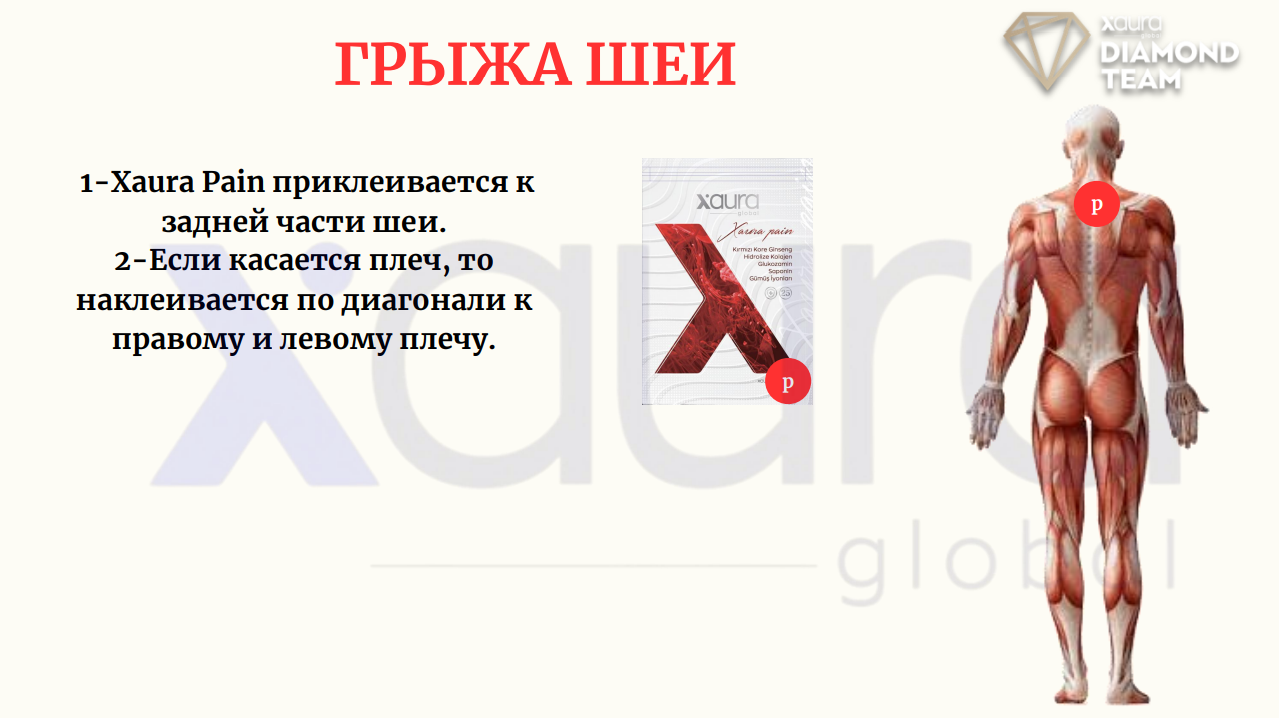 ГРЫЖА ШЕИ
xaura
global
DIAMOND
TEAM
1-Xaura Pain приклеивается к
задней части шеи.
2-Если касается плеч, то
наклеивается по диагонали к
правому и левому плечу.
xaura
global
Xaura pain
Kırmızı Kore Ginseng
Hidrolize Kolajen
Glukozamin
Saponin
Gümüş İyonları
p
p
xaura
global